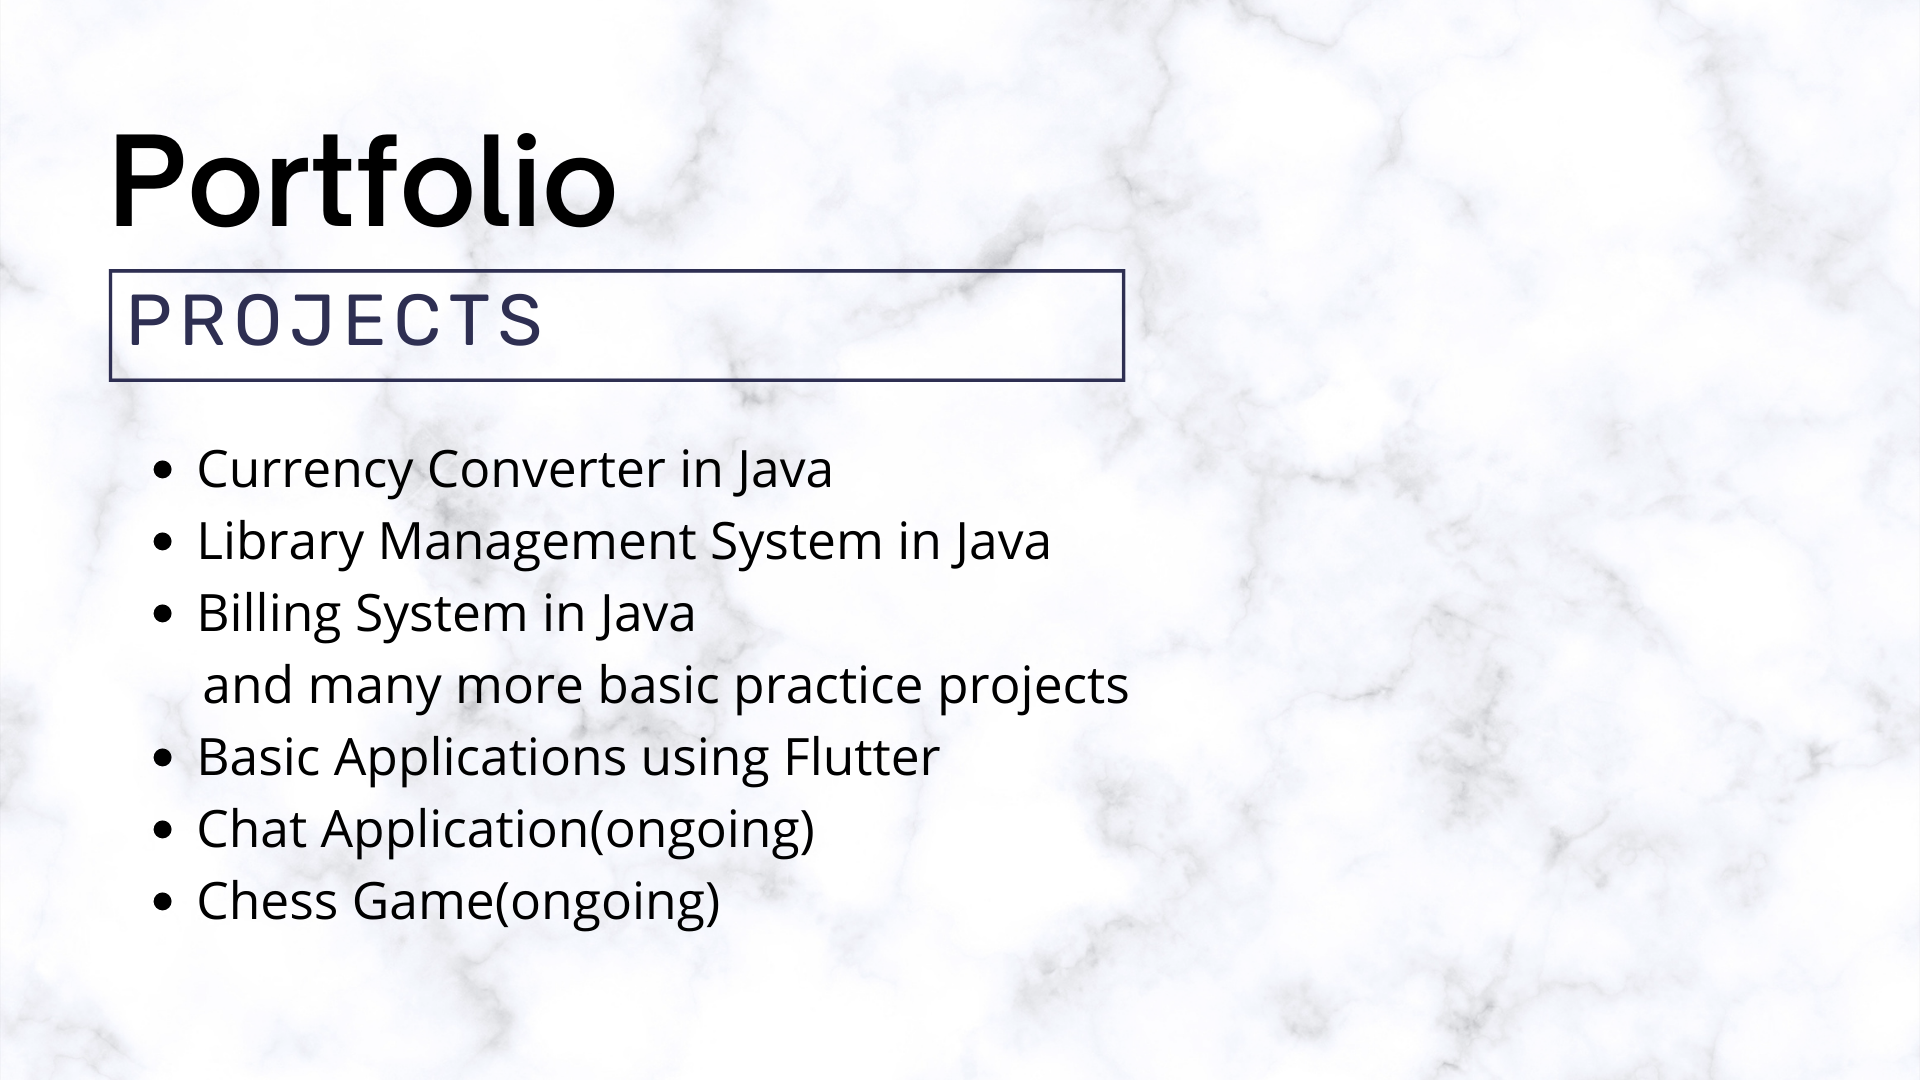 Portfolio
PROJECTS
• Currency Converter in Java
• Library Management System in Java
• Billing System in Java
and many more basic practice projects
• Basic Applications using Flutter
• Chat Application(ongoing)
• Chess Game(ongoing)